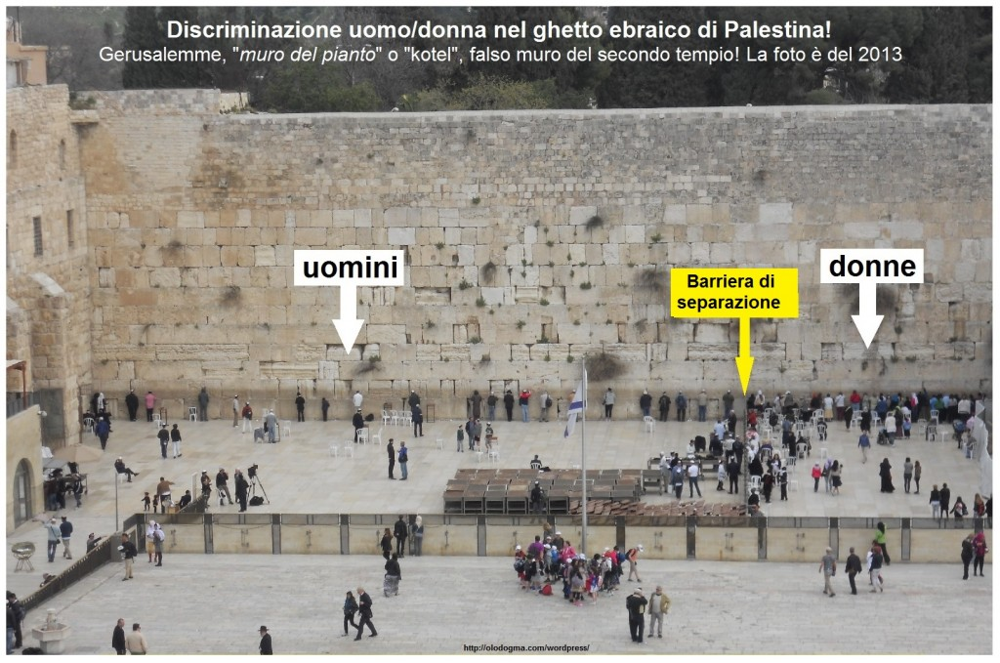 Discriminazione uomo/donna nel ghetto ebraico di Palestina!
Gerusalemme, "muro del pianto" o "kotel", falso muro del secondo tempio! La foto è del 2013
uomini
Barriera di
separazione
donne
http://olodogma.com/wordpress/